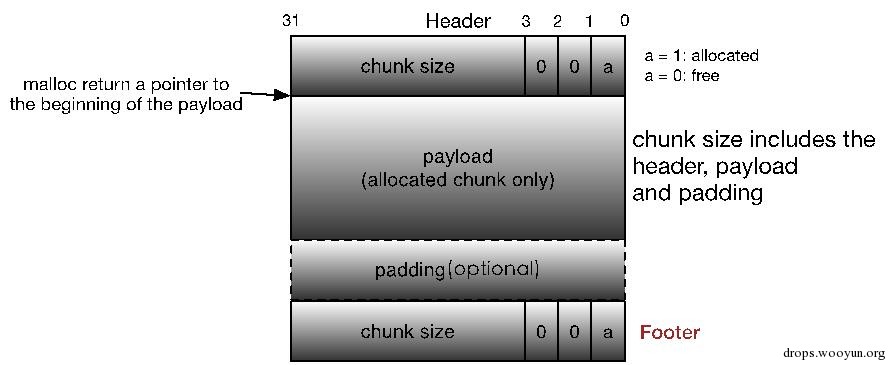 31 Header 3 2 1 0
chunk size 0 0 a
a = 1: allocated
a = 0: free
malloc return a pointer to
the beginning of the payload
payload
(allocated chunk only)
chunk size includes the
header, payload
and padding
padding(optional)
chunk size 0 0 a
Footer
drops.wooyun.org